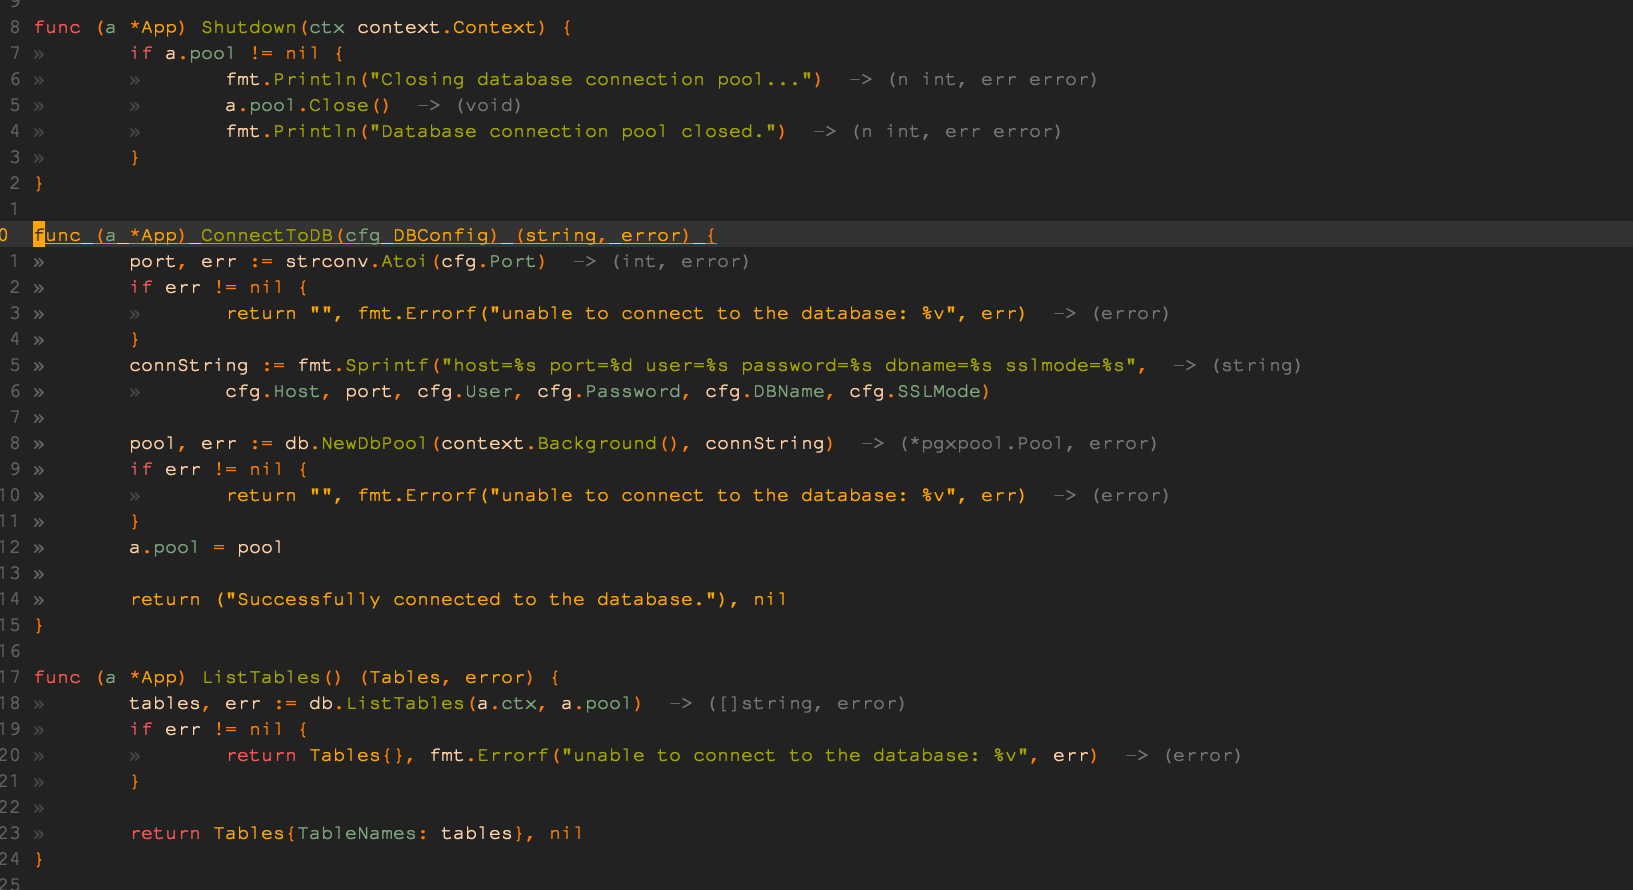 9
8 func (a *App) Shutdown(ctx context.Context) {
7 »       if a.pool != nil {
6 »       »       fmt.Println("Closing database connection pool...")  -> (n int, err error)
5 »       »       a.pool.Close()  -> (void)
4 »       »       fmt.Println("Database connection pool closed.")  -> (n int, err error)
3 »       }
2 }
1
0 func (a *App) ConnectToDB(cfg DBConfig) (string, error) {
1 »       port, err := strconv.Atoi(cfg.Port)  -> (int, error)
2 »       if err != nil {
3 »       »       return "", fmt.Errorf("unable to connect to the database: %v", err)  -> (error)
4 »       }
5 »       connString := fmt.Sprintf("host=%s port=%d user=%s password=%s dbname=%s sslmode=%s",  -> (string)
6 »       »       cfg.Host, port, cfg.User, cfg.Password, cfg.DBName, cfg.SSLMode)
7 »
8 »       pool, err := db.NewDbPool(context.Background(), connString)  -> (*pgxpool.Pool, error)
9 »       if err != nil {
10 »       »       return "", fmt.Errorf("unable to connect to the database: %v", err)  -> (error)
11 »       }
12 »       a.pool = pool
13 »
14 »       return ("Successfully connected to the database."), nil
15 }
16
17 func (a *App) ListTables() (Tables, error) {
18 »       tables, err := db.ListTables(a.ctx, a.pool)  -> ([]string, error)
19 »       if err != nil {
20 »       »       return Tables{}, fmt.Errorf("unable to connect to the database: %v", err)  -> (error)
21 »       }
22 »
23 »       return Tables{TableNames: tables}, nil
24 }
25